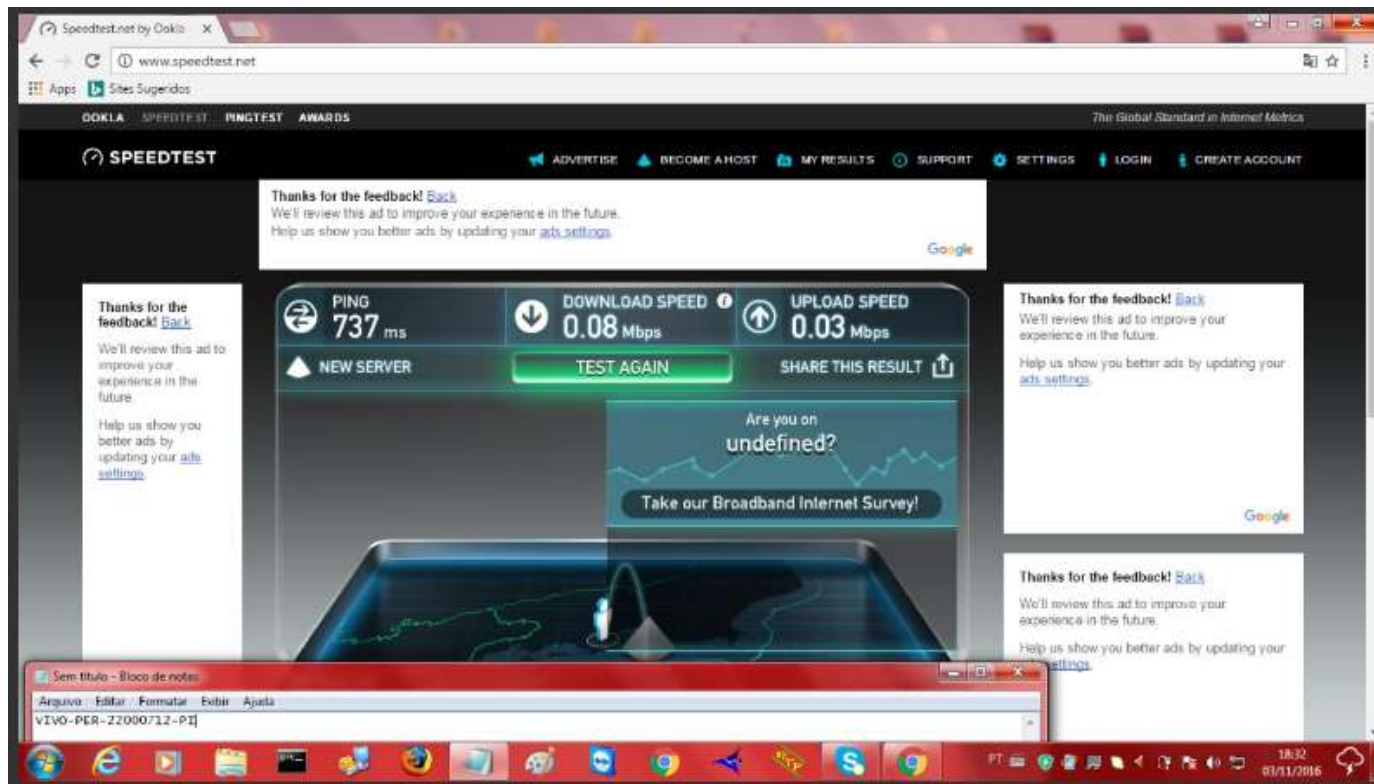 Speedtest.net by Ookla
www.speedtest.net
Apps Sites Sugeridos
OOKLA SPEEDTEST PINGTEST AWARDS
The Global Standard in Internet Metrics
SPEEDTEST
ADVERTISE BECOME A HOST MY RESULTS SUPPORT SETTINGS LOGIN CREATE ACCOUNT
Thanks for the feedback! Back
We'll review this ad to improve your experience in the future.
Help us show you better ads by updating your ads settings.
Google
Thanks for the
feedback! Back
We'll review this ad to
improve your
experience in the
future.
Help us show you
better ads by
updating your ads
settings.
PING
737 ms
DOWNLOAD SPEED
0.08 Mbps
UPLOAD SPEED
0.03 Mbps
NEW SERVER
TEST AGAIN
SHARE THIS RESULT
Are you on
undefined?
Take our Broadband Internet Survey!
Thanks for the feedback! Back
We'll review this ad to improve your
experience in the future.
Help us show you better ads by updating your
ads settings.
Google
Thanks for the feedback! Back
We'll review this ad to improve your
experience in the future.
Help us show you better ads by updating your
settings.
Sem título - Bloco de notas
Arquivo Editar Formatar Exibir Ajuda
VIVO-PER-22000712-PI
PT
18:32
03/11/2016